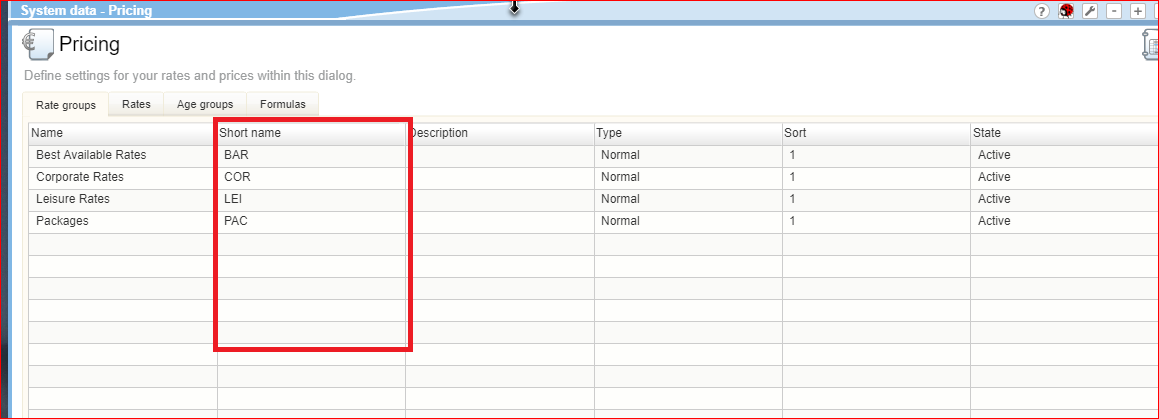 System data - Pricing
? - +
Pricing
Define settings for your rates and prices within this dialog.
Rate groups Rates Age groups Formulas
Name Short name Description Type Sort State
Best Available Rates BAR Normal 1 Active
Corporate Rates COR Normal 1 Active
Leisure Rates LEI Normal 1 Active
Packages PAC Normal 1 Active